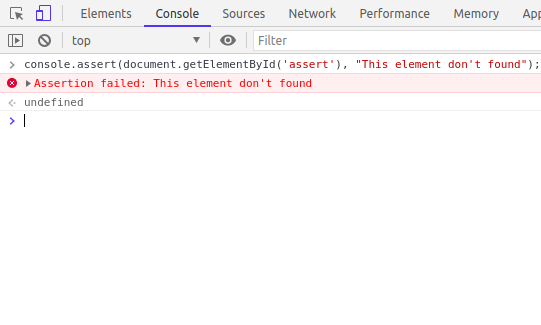 Elements Console Sources Network Performance Memory App
top Filter
console.assert(document.getElementById('assert'), "This element don't found");
Assertion failed: This element don't found
undefined